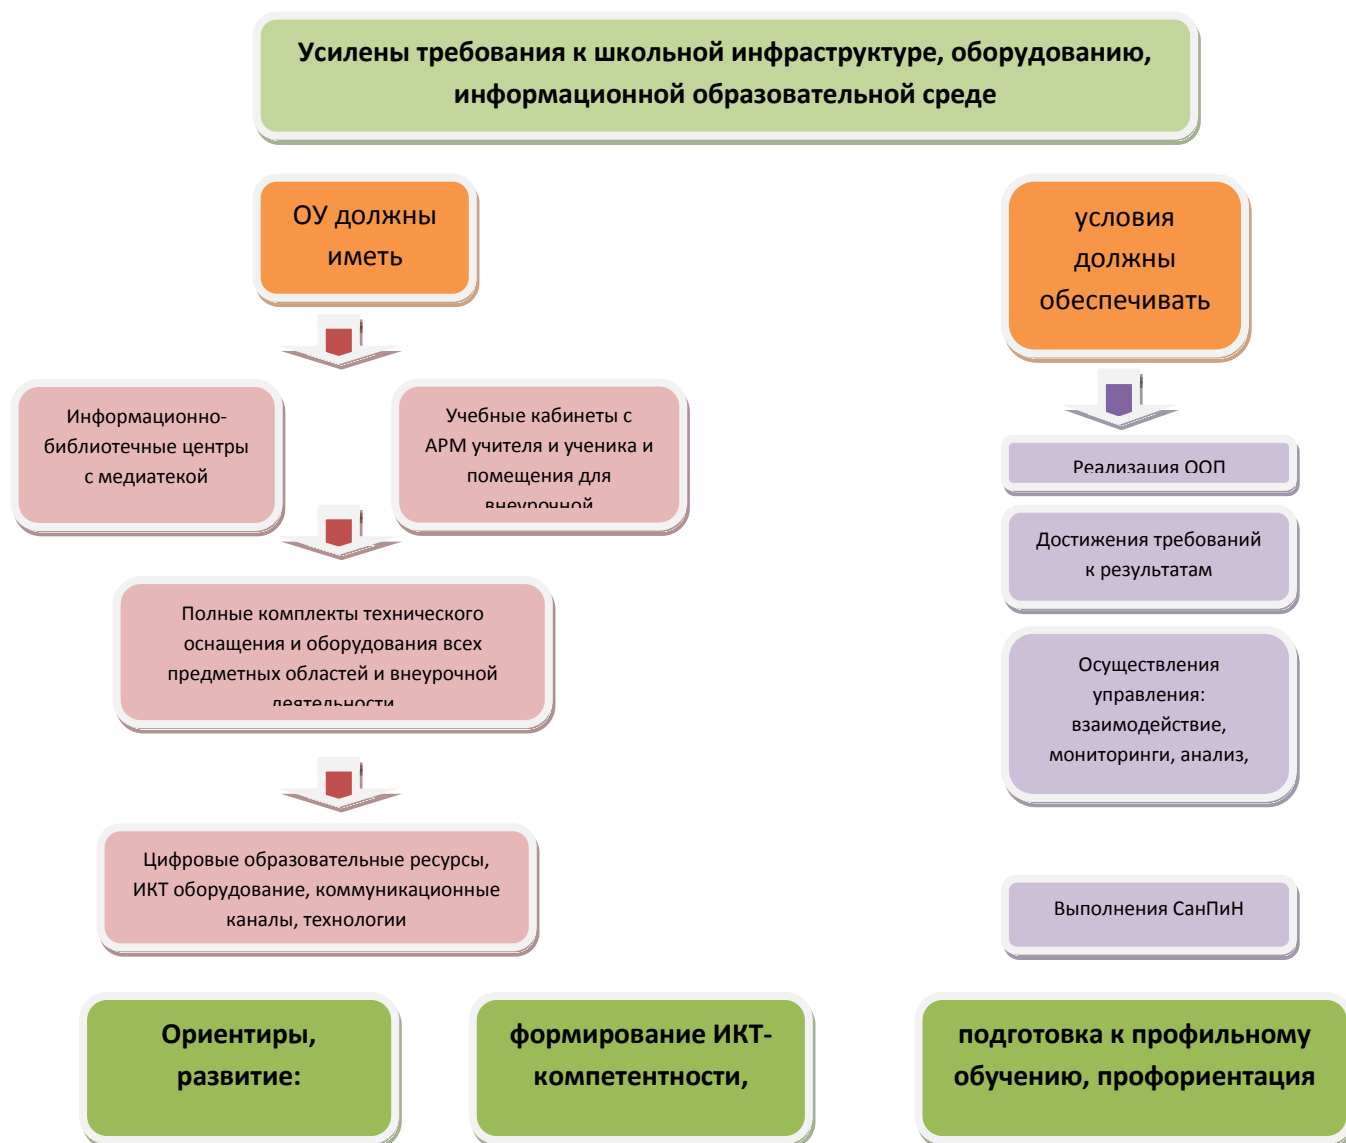 Усилены требования к школьной инфраструктуре, оборудованию,
информационной образовательной среде
ОУ должны
иметь
условия
должны
обеспечивать
Информационно-
библиотечные центры
с медиатекой
Учебные кабинеты с
АРМ учителя и ученика и
помещения для
внеурочной
Реализация ООП
Достижения требований
к результатам
Полные комплекты технического
оснащения и оборудования всех
предметных областей и внеурочной
деятельности
Осуществления
управления:
взаимодействие,
мониторинги, анализ,
Цифровые образовательные ресурсы,
ИКТ оборудование, коммуникационные
каналы, технологии
Выполнения СанПиН
Ориентиры,
развитие:
формирование ИКТ-
компетентности,
подготовка к профильному
обучению, профориентация